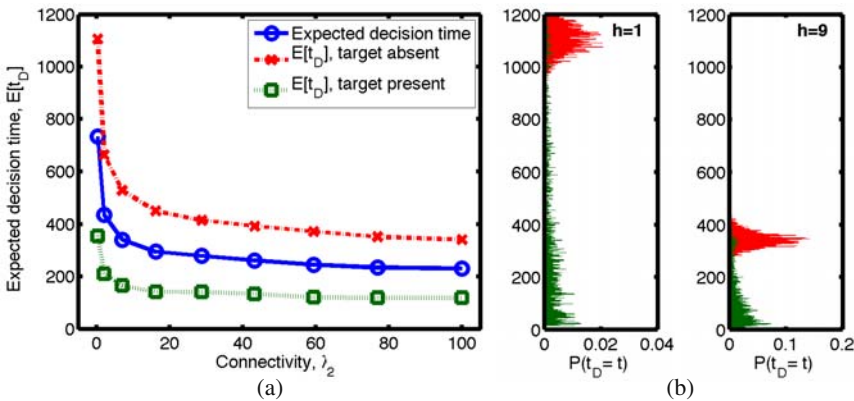 1200
1000
800
600
400
200
0
Expected decision time, E[t_D]
Expected decision time
E[t_D], target absent
E[t_D], target present
0 20 40 60 80 100
Connectivity, λ_2
(a)
h=1
1200
1000
800
600
400
200
0
0 0.02 0.04
P(t_D= t)
h=9
1200
1000
800
600
400
200
0
0 0.1 0.2
P(t_D= t)
(b)